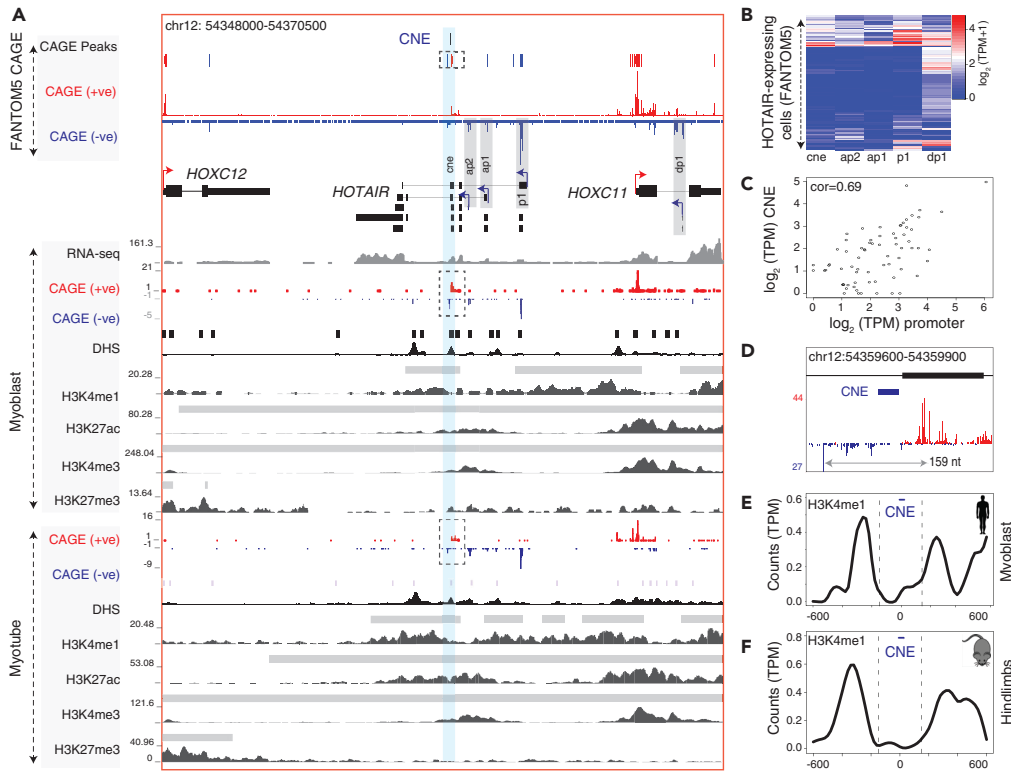 A
chr12: 54348000-54370500
CNE
FANTOM5 CAGE
CAGE Peaks
CAGE (+ve)
CAGE (-ve)
cne
ap2
ap1
p1
dp1
HOXC12
HOTAIR
HOXC11
Myoblast
RNA-seq
161.3
21
CAGE (+ve)
1
-1
CAGE (-ve)
-5
DHS
20.28
H3K4me1
80.28
H3K27ac
248.04
H3K4me3
13.64
H3K27me3
Myotube
16
CAGE (+ve)
1
-1
CAGE (-ve)
-9
DHS
20.48
H3K4me1
53.08
H3K27ac
121.6
H3K4me3
40.96
H3K27me3
0
B
HOTAIR-expressing
cells (FANTOM5)
cne ap2 ap1 p1 dp1
4
2
0
log2 (TPM+1)
C
cor=0.69
log2 (TPM) CNE
5
4
3
2
1
0
0 1 2 3 4 5 6
log2 (TPM) promoter
D
chr12:54359600-54359900
CNE
44
27
159 nt
E
H3K4me1
CNE
Counts (TPM)
0.6
0.4
0.2
0.0
-600 0 600
Myoblast
F
H3K4me1
CNE
Counts (TPM)
0.8
0.4
0.2
0.0
-600 0 600
Hindlimbs